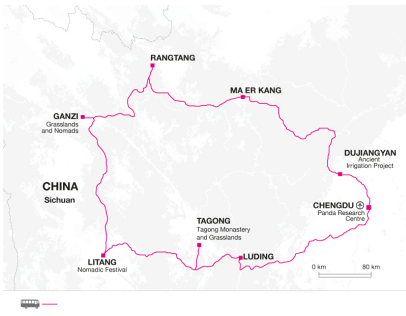 RANGTANG
MA ER KANG
GANZI
Grasslands
and Nomads
DUJIANGYAN
Ancient
Irrigation Project
CHINA
Sichuan
CHENGDU
Panda Research
Centre
TAGONG
Tagong Monastery
and Grasslands
LUDING
LITANG
Nomadic Festival
0 km 80 km